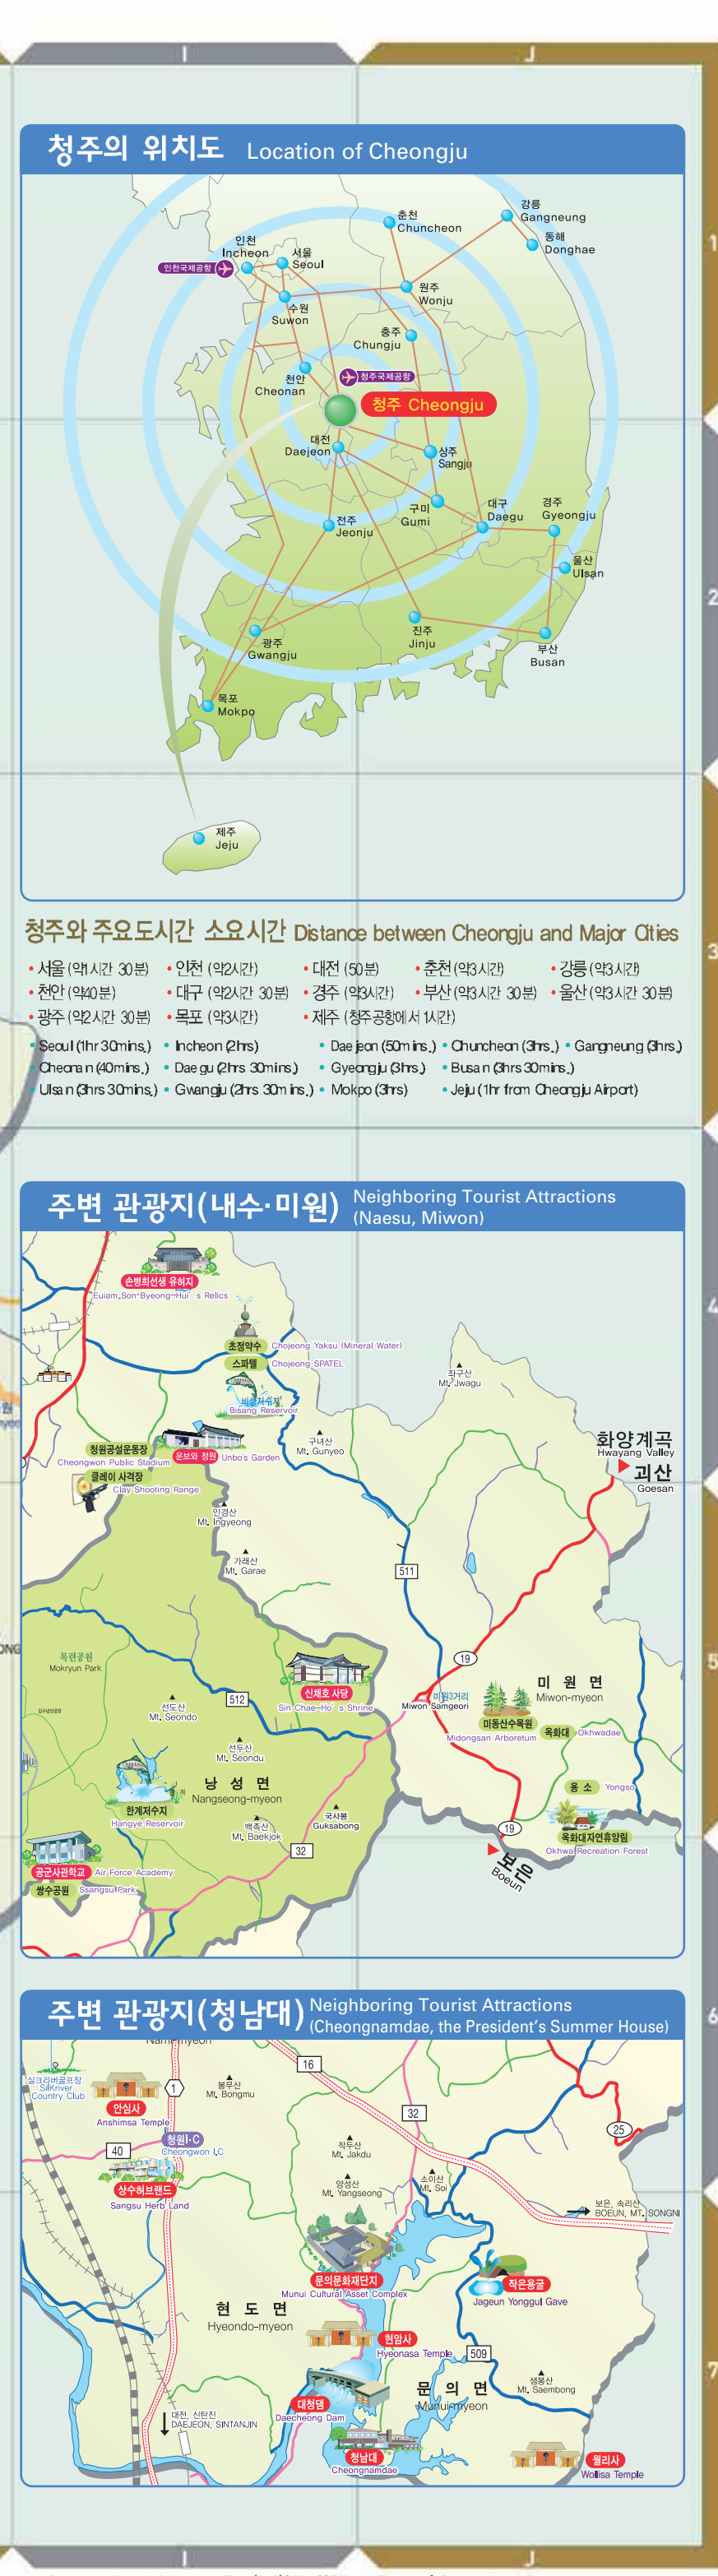 I
J
청주의 위치도 Location of Cheongju
강릉
Gangneung
춘천
Chuncheon
동해
Donghae
인천
Incheon
서울
Seoul
인천국제공항
원주
Wonju
수원
Suwon
충주
Chungju
천안
Cheonan
청주국제공항
청주 Cheongju
대전
Daejeon
상주
Sangju
구미
Gumi
대구
Daegu
경주
Gyeongju
전주
Jeonju
울산
Ulsan
진주
Jinju
광주
Gwangju
부산
Busan
목포
Mokpo
제주
Jeju
1
2
3
4
5
6
7
청주와 주요도시간 소요시간 Distance between Cheongju and Major Cities
• 서울 (약1시간 30분) • 인천 (약2시간) • 대전 (50분) • 춘천(약3시간) • 강릉 (약3시간)
• 천안 (약40분) • 대구 (약2시간 30분) • 경주 (약3시간) • 부산(약3시간 30분) • 울산 (약3시간 30분)
• 광주 (약2시간 30분) • 목포 (약3시간) • 제주 (청주공항에서 1시간)
• Seoul (1hr 30mins.) • Incheon (2hrs) • Daejeon (50mins.) • Chuncheon (3hrs.) • Gangneung (3hrs.)
• Cheonan (40mins.) • Daegu (2hrs 30mins.) • Gyeongju (3hrs.) • Busan (3hrs 30mins.)
• Ulsan (3hrs 30mins.) • Gwangju (2hrs 30mins.) • Mokpo (3hrs) • Jeju (1hr from Cheongju Airport)
주변 관광지(내수·미원) Neighboring Tourist Attractions
(Naesu, Miwon)
손병희선생 유허지
Euiam,Son-Byeong-Hui's Relics
초정약수 Chojeong Yaksu (Mineral Water)
스파텔 Chojeong SPATEL
비상저수지
Bisang Reservoir
좌구산
Mt. Jwagu
구녀산
Mt. Gunyeo
화양계곡
Hwayang Valley
괴산
Goesan
청원공설운동장
Cheongwon Public Stadium
운보와 정원 Unbo's Garden
클레이 사격장
Clay Shooting Range
인경산
Mt. Ingyeong
가래산
Mt. Garae
511
목련공원
Mokryun Park
19
신채호 사당
Sin Chae-Ho's Shrine
512
선도산
Mt. Seondo
미원3거리
Miwon Samgeori
미 원 면
Miwon-myeon
미동산수목원
Midongsan Arboretum
옥화대 Okhwadae
선두산
Mt. Seondu
낭 성 면
Nangseong-myeon
한계저수지
Hangye Reservoir
국사봉
Guksabong
백족산
Mt. Baekjok
32
용 소 Yongso
19
옥화대자연휴양림
Okhwa Recreation Forest
보은
Boeun
공군사관학교 Air Force Academy
쌍수공원 Ssangsu Park
주변 관광지(청남대) Neighboring Tourist Attractions
(Cheongnamdae, the President's Summer House)
Nami-myeon
실크리버골프장
SilKriver
Country Club
안심사
Anshimsa Temple
1
봉무산
Mt. Bongmu
16
32
25
40
청원I·C
Cheongwon I.C
상수허브랜드
Sangsu Herb Land
작두산
Mt. Jakdu
양성산
Mt. Yangseong
소이산
Mt. Soi
보은, 속리산
BOEUN, MT. SONGNI
문의문화재단지
Munui Cultural Asset Complex
작은용굴
Jageun Yonggul Gave
현 도 면
Hyeondo-myeon
현암사
Hyeonasa Temple
509
샘봉산
Mt. Saembong
문 의 면
Munui-myeon
대청댐
Daecheong Dam
대전, 신탄진
DAEJEON, SINTANJIN
청남대
Cheongnamdae
월리사
Wollisa Temple
I
J